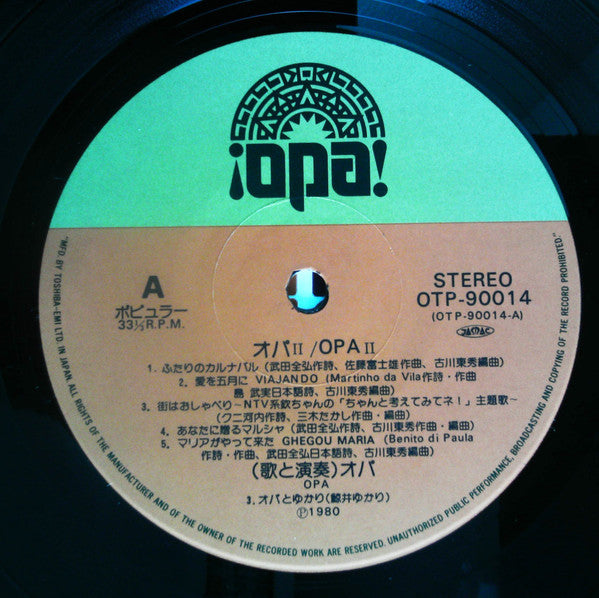 ¡opa!
A
ポピュラー
33⅓ R.P.M.
STEREO
OTP-90014
(OTP-90014-A)
JASRAC
オパⅡ/OPAⅡ
1. ふたりのカルナバル (武田全弘作詩、佐藤富士雄作曲、古川東秀編曲)
2. 愛を五月に VIAJANDO (Martinho da Vila作詩・作曲
島 武実日本語詩、古川東秀編曲)
3. 街はおしゃべり～NTV系欽ちゃんの「ちゃんと考えてみてネ!」主題歌～
(クニ河内作詩、三木たかし作曲・編曲)
4. あなたに贈るマルシャ (武田全弘作詩、古川東秀作曲・編曲)
5. マリアがやって来た GHEGOU MARIA (Benito di Paula
作詩・作曲、武田全弘日本語詩、古川東秀編曲)
(歌と演奏)オパ
OPA
3. オパとゆかり(鯨井ゆかり)
Ⓟ1980
"MFD. BY TOSHIBA-EMI LTD. IN JAPAN ALL RIGHTS OF THE MANUFACTURER AND OF THE OWNER OF THE RECORDED WORK ARE RESERVED. UNAUTHORIZED PUBLIC PERFORMANCE, BROADCASTING AND COPYING OF THE RECORD PROHIBITED."